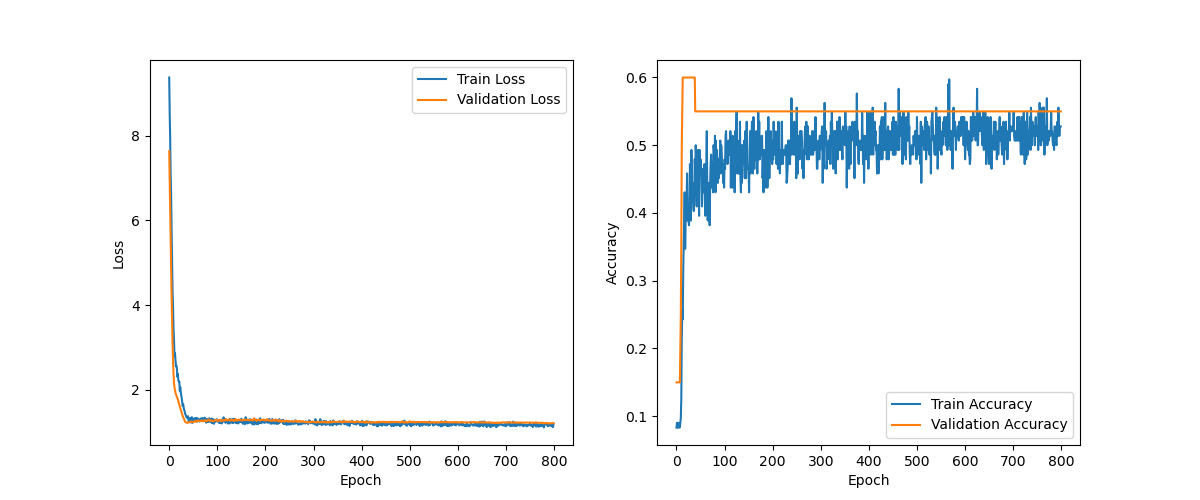 Train Loss
Validation Loss
8
6
4
2
Loss
0 100 200 300 400 500 600 700 800
Epoch
0.6
0.5
0.4
0.3
0.2
0.1
Accuracy
Train Accuracy
Validation Accuracy
0 100 200 300 400 500 600 700 800
Epoch